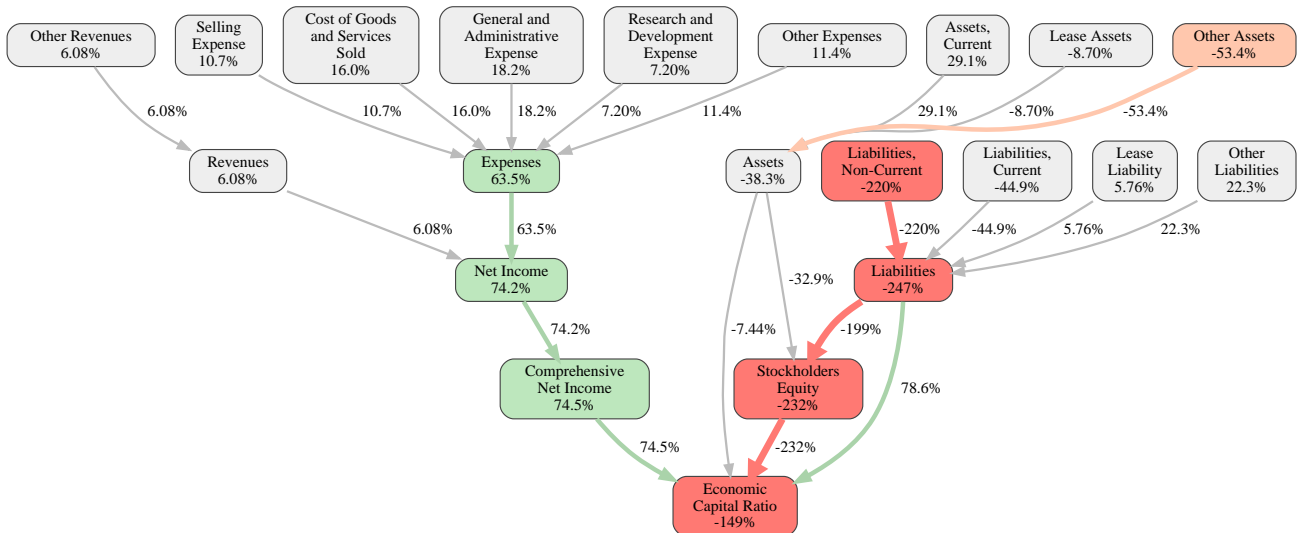 Other Revenues
6.08%
Selling
Expense
10.7%
Cost of Goods
and Services
Sold
16.0%
General and
Administrative
Expense
18.2%
Research and
Development
Expense
7.20%
Other Expenses
11.4%
Assets,
Current
29.1%
Lease Assets
-8.70%
Other Assets
-53.4%
6.08%
10.7%
16.0%
18.2%
7.20%
11.4%
29.1%
-8.70%
-53.4%
Revenues
6.08%
Expenses
63.5%
Assets
-38.3%
Liabilities,
Non-Current
-220%
Liabilities,
Current
-44.9%
Lease
Liability
5.76%
Other
Liabilities
22.3%
6.08%
63.5%
-220%
-44.9%
5.76%
22.3%
Net Income
74.2%
-32.9%
Liabilities
-247%
74.2%
-7.44%
-199%
Comprehensive
Net Income
74.5%
Stockholders
Equity
-232%
78.6%
74.5%
-232%
Economic
Capital Ratio
-149%